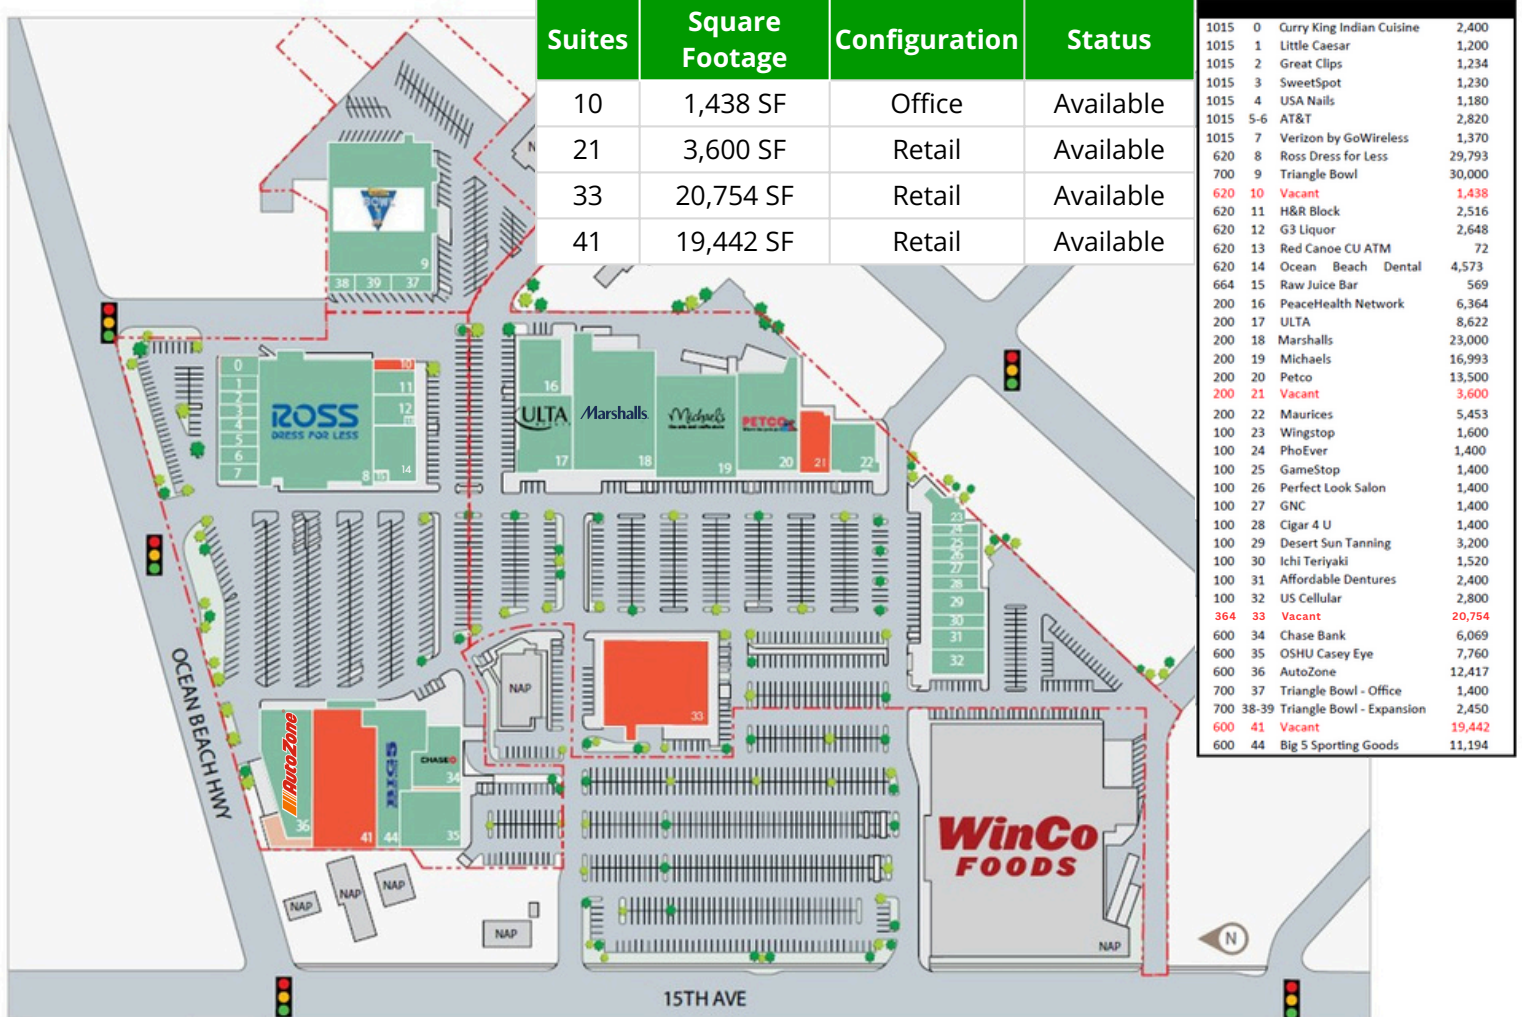 Suites Square Footage Configuration Status
10 1,438 SF Office Available
21 3,600 SF Retail Available
33 20,754 SF Retail Available
41 19,442 SF Retail Available
1015 0 Curry King Indian Cuisine 2,400
1015 1 Little Caesar 1,200
1015 2 Great Clips 1,234
1015 3 SweetSpot 1,230
1015 4 USA Nails 1,180
1015 5-6 AT&T 2,820
1015 7 Verizon by GoWireless 1,370
620 8 Ross Dress for Less 29,793
700 9 Triangle Bowl 30,000
620 10 Vacant 1,438
620 11 H&R Block 2,516
620 12 G3 Liquor 2,648
620 13 Red Canoe CU ATM 72
620 14 Ocean Beach Dental 4,573
664 15 Raw Juice Bar 569
200 16 PeaceHealth Network 6,364
200 17 ULTA 8,622
200 18 Marshalls 23,000
200 19 Michaels 16,993
200 20 Petco 13,500
200 21 Vacant 3,600
200 22 Maurices 5,453
100 23 Wingstop 1,600
100 24 PhoEver 1,400
100 25 GameStop 1,400
100 26 Perfect Look Salon 1,400
100 27 GNC 1,400
100 28 Cigar 4 U 1,400
100 29 Desert Sun Tanning 3,200
100 30 Ichi Teriyaki 1,520
100 31 Affordable Dentures 2,400
100 32 US Cellular 2,800
364 33 Vacant 20,754
600 34 Chase Bank 6,069
600 35 OSHU Casey Eye 7,760
600 36 AutoZone 12,417
700 37 Triangle Bowl - Office 1,400
700 38-39 Triangle Bowl - Expansion 2,450
600 41 Vacant 19,442
600 44 Big 5 Sporting Goods 11,194
N
BOWL
9
38 39 37
0
1
2
3
4
5
6
7
ROSS
DRESS FOR LESS
8
10
11
12
13
14
15
16
ULTA
17
Marshalls
18
Michaels
19
PETCO
20
21
22
23
24
25
26
27
28
29
30
31
32
NAP
33
OCEAN BEACH HWY
AutoZone
36
41
BIG5
44
CHASE
34
35
NAP
NAP
NAP
NAP
WinCo
FOODS
NAP
N
15TH AVE